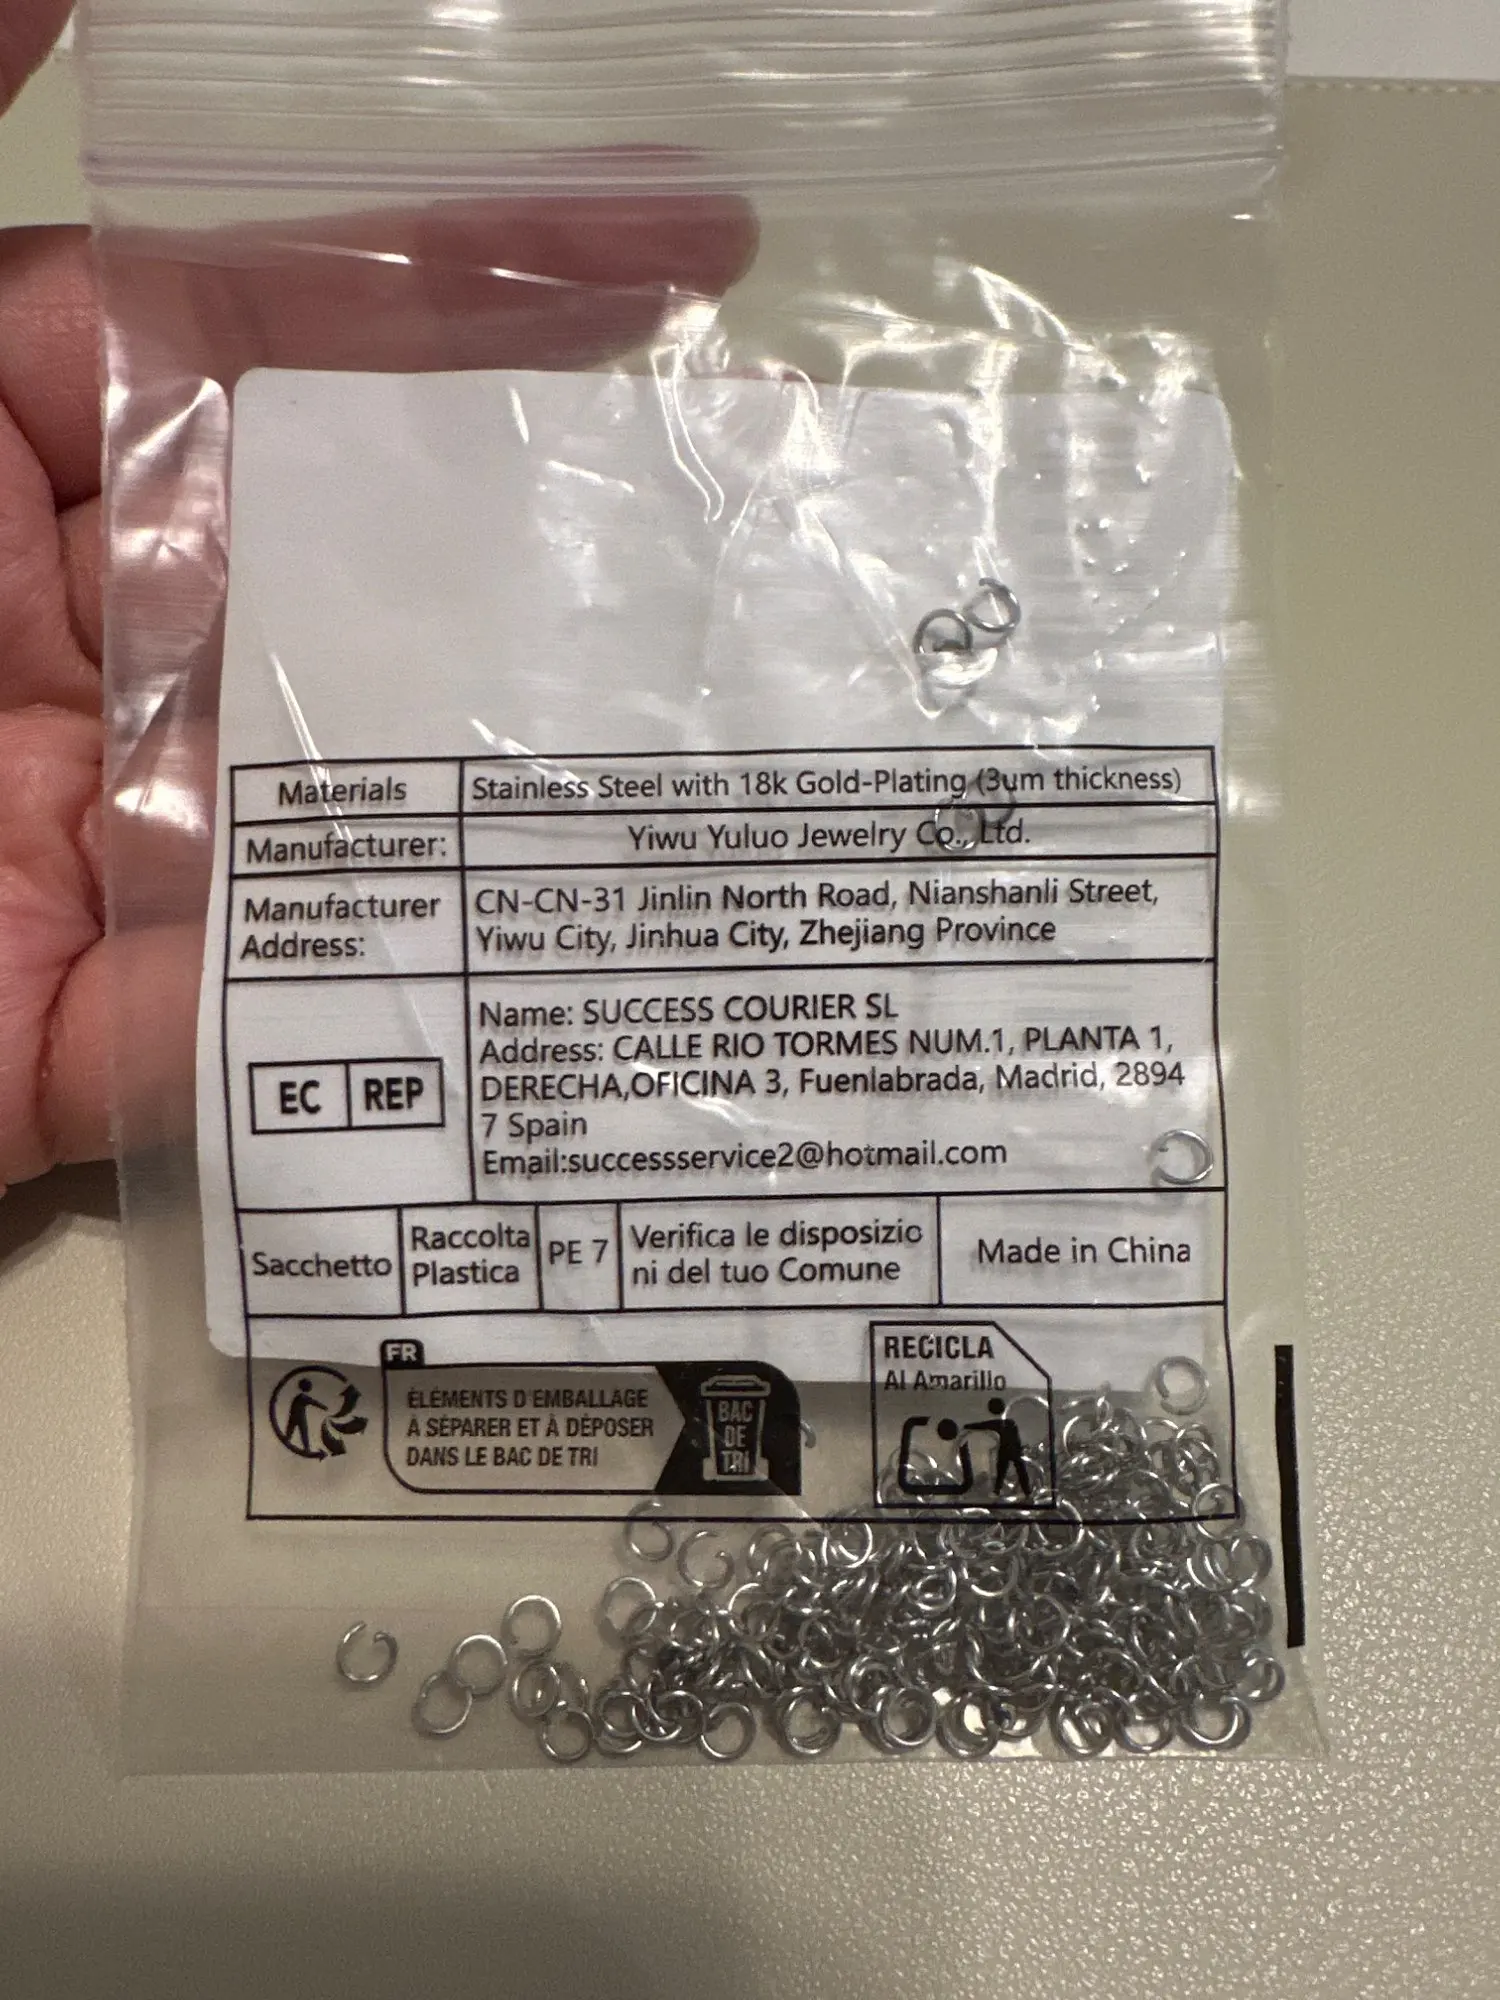 Materials
Stainless Steel with 18k Gold-Plating (3um thickness)
Manufacturer:
Yiwu Yuluo Jewelry Co., Ltd.
Manufacturer
Address:
CN-CN-31 Jinlin North Road, Nianshanli Street,
Yiwu City, Jinhua City, Zhejiang Province
EC REP
Name: SUCCESS COURIER SL
Address: CALLE RIO TORMES NUM.1, PLANTA 1,
DERECHA,OFICINA 3, Fuenlabrada, Madrid, 2894
7 Spain
Email:successservice2@hotmail.com
Sacchetto
Raccolta
Plastica
PE 7
Verifica le disposizio
ni del tuo Comune
Made in China
FR
ÉLÉMENTS D'EMBALLAGE
À SÉPARER ET À DÉPOSER
DANS LE BAC DE TRI
BAC
DE
TRI
RECICLA
Al Amarillo